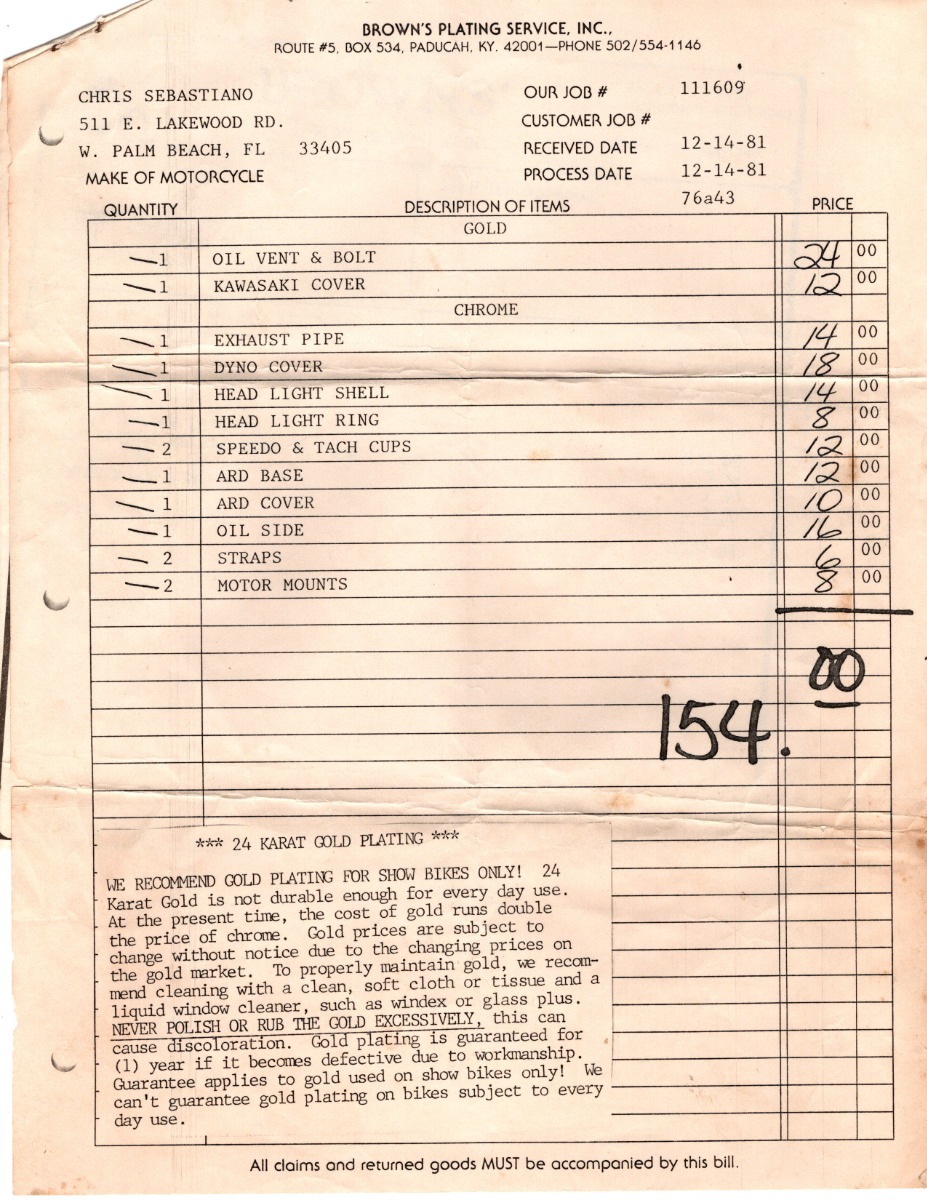 BROWN'S PLATING SERVICE, INC.,
ROUTE #5, BOX 534, PADUCAH, KY. 42001—PHONE 502/554-1146
CHRIS SEBASTIANO
511 E. LAKEWOOD RD.
W. PALM BEACH, FL 33405
MAKE OF MOTORCYCLE
OUR JOB # 111609
CUSTOMER JOB #
RECEIVED DATE 12-14-81
PROCESS DATE 12-14-81
76a43
QUANTITY DESCRIPTION OF ITEMS PRICE
GOLD
1 OIL VENT & BOLT 24 00
1 KAWASAKI COVER 12 00
CHROME
1 EXHAUST PIPE 14 00
1 DYNO COVER 18 00
1 HEAD LIGHT SHELL 14 00
1 HEAD LIGHT RING 8 00
2 SPEEDO & TACH CUPS 12 00
1 ARD BASE 12 00
1 ARD COVER 10 00
1 OIL SIDE 16 00
2 STRAPS 6 00
2 MOTOR MOUNTS 8 00
154.00
*** 24 KARAT GOLD PLATING ***
WE RECOMMEND GOLD PLATING FOR SHOW BIKES ONLY! 24
Karat Gold is not durable enough for every day use.
At the present time, the cost of gold runs double
the price of chrome. Gold prices are subject to
change without notice due to the changing prices on
the gold market. To properly maintain gold, we recom-
mend cleaning with a clean, soft cloth or tissue and a
liquid window cleaner, such as windex or glass plus.
NEVER POLISH OR RUB THE GOLD EXCESSIVELY, this can
cause discoloration. Gold plating is guaranteed for
(1) year if it becomes defective due to workmanship.
Guarantee applies to gold used on show bikes only! We
can't guarantee gold plating on bikes subject to every
day use.
All claims and returned goods MUST be accompanied by this bill.